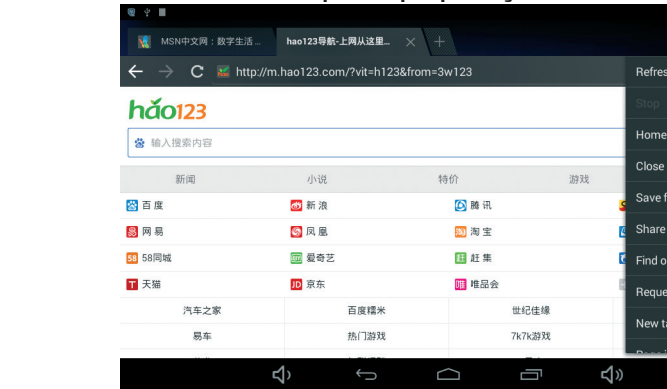 MSN中文网：数字生活...
hao123导航-上网从这里...
http://m.hao123.com/?vit=h123&from=3w123
Refres
Stop
Home
Close
Save f
Share
Find o
Reque
New ta
hǎo123
输入搜索内容
新闻 小说 特价 游戏
百度 新浪 腾讯
网易 凤凰 淘宝
58 58同城 爱奇艺 赶集
T 天猫 JD 京东 唯 唯品会
汽车之家 百度糯米 世纪佳缘
易车 热门游戏 7k7k游戏